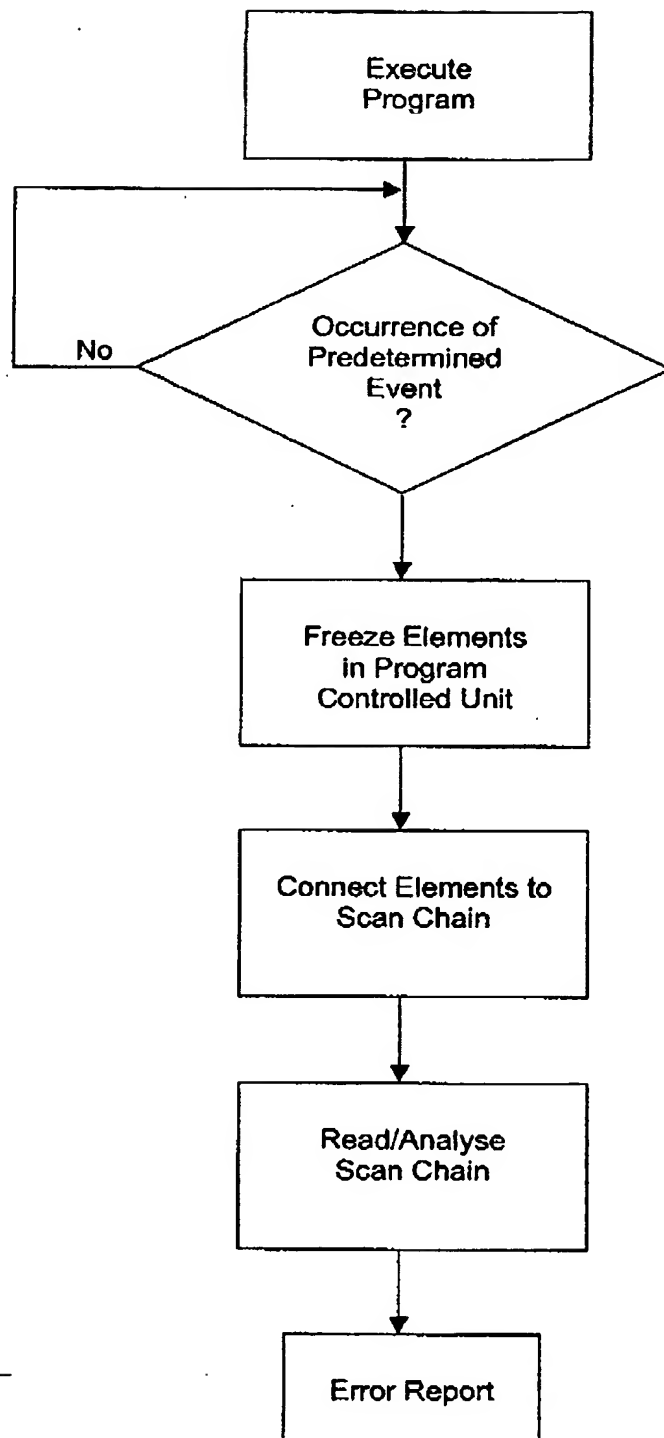 Execute
Program
Occurrence of
Predetermined
Event
?
No
Freeze Elements
in Program
Controlled Unit
Connect Elements to
Scan Chain
Read/Analyse
Scan Chain
Error Report